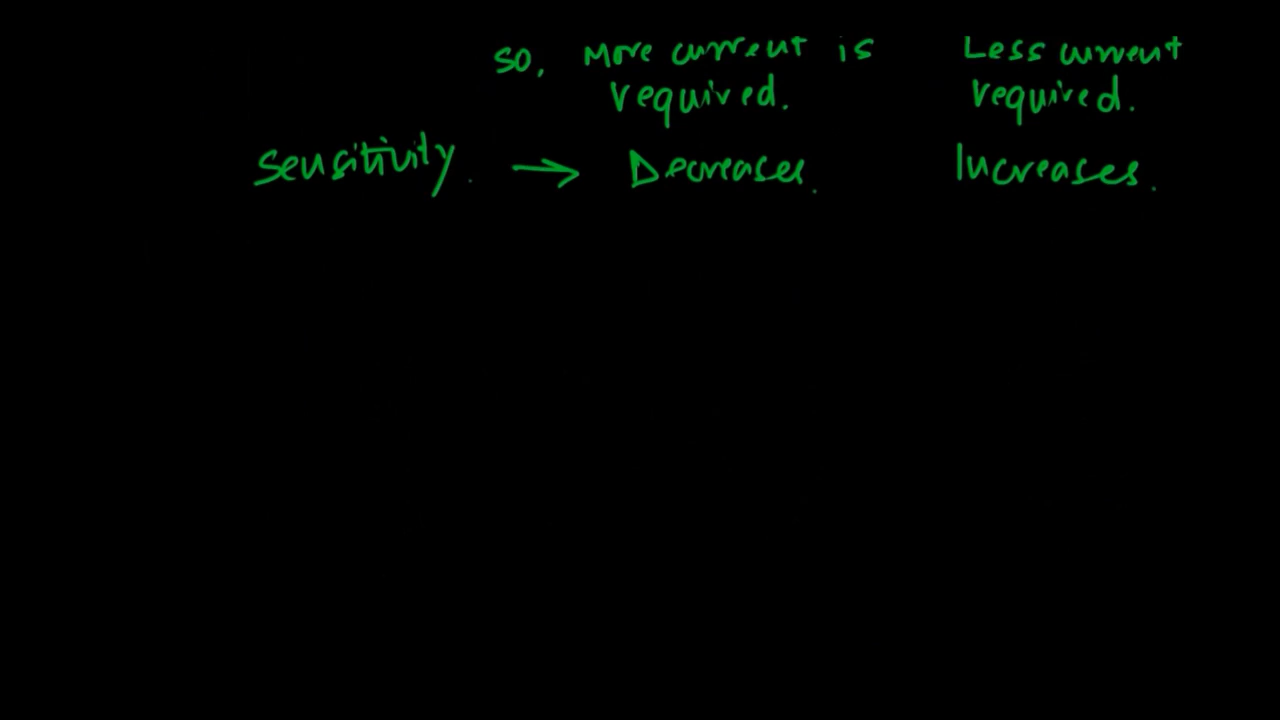 so, More current is Less current
required. required.
Sensitivity. → Decreases. Increases.